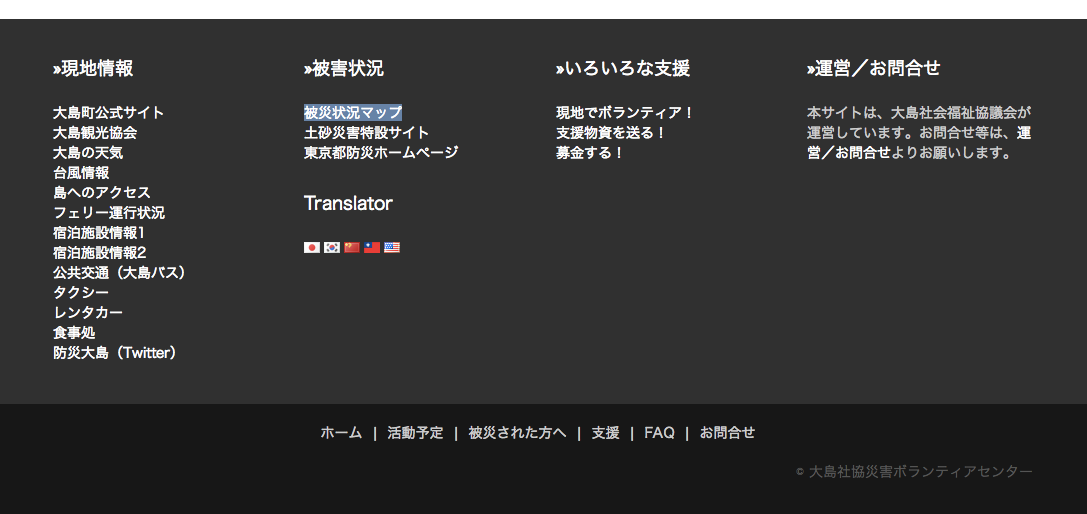 »現地情報
大島町公式サイト
大島観光協会
大島の天気
台風情報
島へのアクセス
フェリー運行状況
宿泊施設情報1
宿泊施設情報2
公共交通（大島バス）
タクシー
レンタカー
食事処
防災大島（Twitter）
»被害状況
被災状況マップ
土砂災害特設サイト
東京都防災ホームページ
Translator
»いろいろな支援
現地でボランティア！
支援物資を送る！
募金する！
»運営／お問合せ
本サイトは、大島社会福祉協議会が
運営しています。お問合せ等は、運
営／お問合せよりお願いします。
ホーム | 活動予定 | 被災された方へ | 支援 | FAQ | お問合せ
© 大島社協災害ボランティアセンター